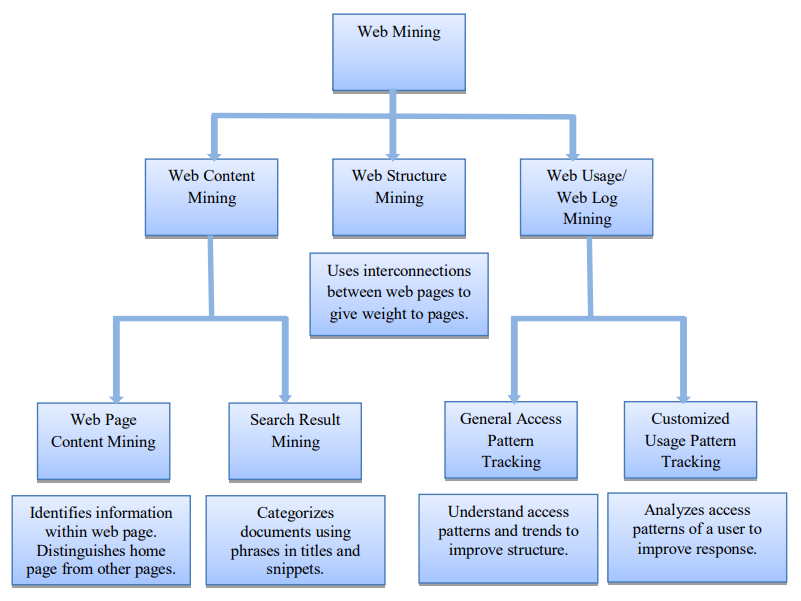 Web Mining
Web Content
Mining
Web Structure
Mining
Web Usage/
Web Log
Mining
Uses interconnections
between web pages to
give weight to pages.
Web Page
Content Mining
Search Result
Mining
General Access
Pattern
Tracking
Customized
Usage Pattern
Tracking
Identifies information
within web page.
Distinguishes home
page from other pages.
Categorizes
documents using
phrases in titles and
snippets.
Understand access
patterns and trends to
improve structure.
Analyzes access
patterns of a user to
improve response.